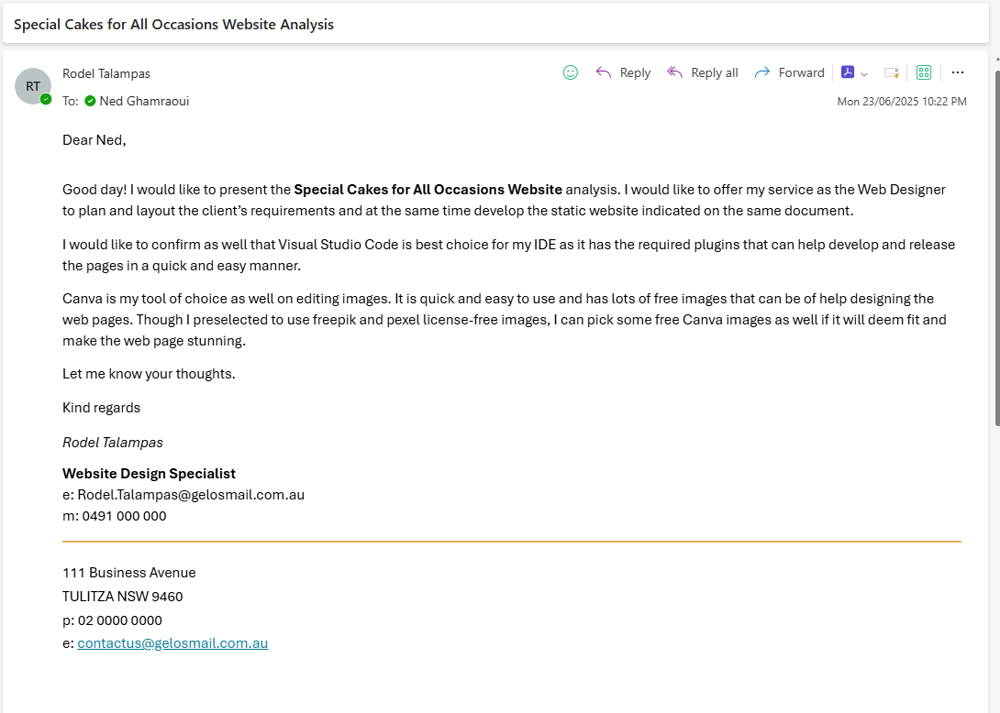 Special Cakes for All Occasions Website Analysis
RT
Rodel Talampas
Reply
Reply all
Forward
To: Ned Ghamraoui
Mon 23/06/2025 10:22 PM
Dear Ned,
Good day! I would like to present the Special Cakes for All Occasions Website analysis. I would like to offer my service as the Web Designer
to plan and layout the client’s requirements and at the same time develop the static website indicated on the same document.
I would like to confirm as well that Visual Studio Code is best choice for my IDE as it has the required plugins that can help develop and release
the pages in a quick and easy manner.
Canva is my tool of choice as well on editing images. It is quick and easy to use and has lots of free images that can be of help designing the
web pages. Though I preselected to use freepik and pexel license-free images, I can pick some free Canva images as well if it will deem fit and
make the web page stunning.
Let me know your thoughts.
Kind regards
Rodel Talampas
Website Design Specialist
e: Rodel.Talampas@gelosmail.com.au
m: 0491 000 000
111 Business Avenue
TULITZA NSW 9460
p: 02 0000 0000
e: contactus@gelosmail.com.au